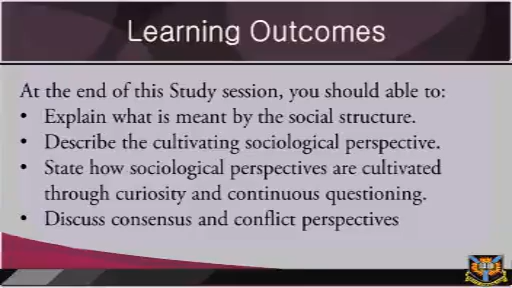 Learning Outcomes
At the end of this Study session, you should able to:
• Explain what is meant by the social structure.
• Describe the cultivating sociological perspective.
• State how sociological perspectives are cultivated
through curiosity and continuous questioning.
• Discuss consensus and conflict perspectives